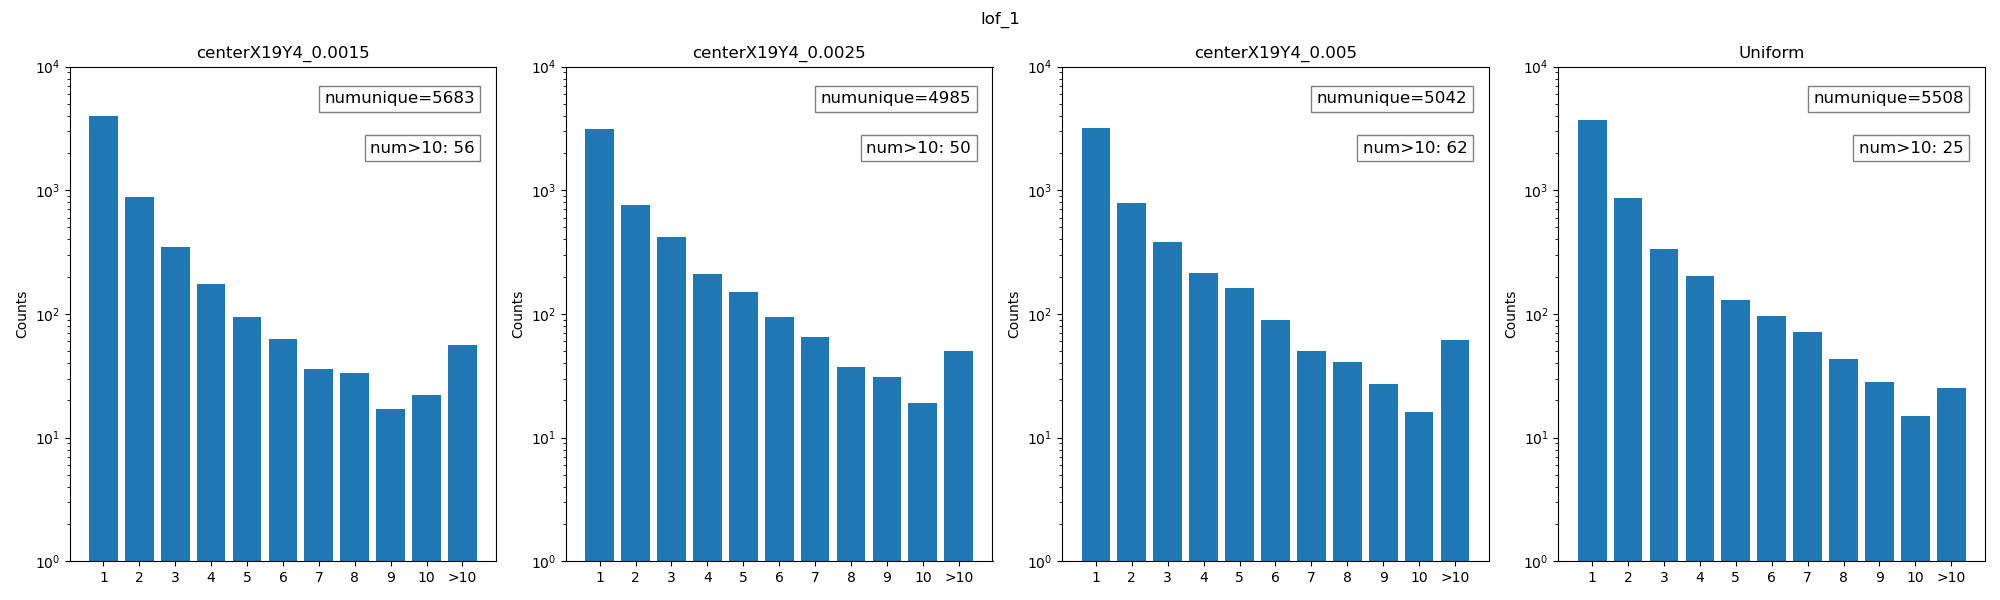 lof_1
centerX19Y4_0.0015
numunique=5683
num>10: 56
Counts
10^4
10^3
10^2
10^1
10^0
1 2 3 4 5 6 7 8 9 10 >10
centerX19Y4_0.0025
numunique=4985
num>10: 50
Counts
10^4
10^3
10^2
10^1
10^0
1 2 3 4 5 6 7 8 9 10 >10
centerX19Y4_0.005
numunique=5042
num>10: 62
Counts
10^4
10^3
10^2
10^1
10^0
1 2 3 4 5 6 7 8 9 10 >10
Uniform
numunique=5508
num>10: 25
Counts
10^4
10^3
10^2
10^1
10^0
1 2 3 4 5 6 7 8 9 10 >10